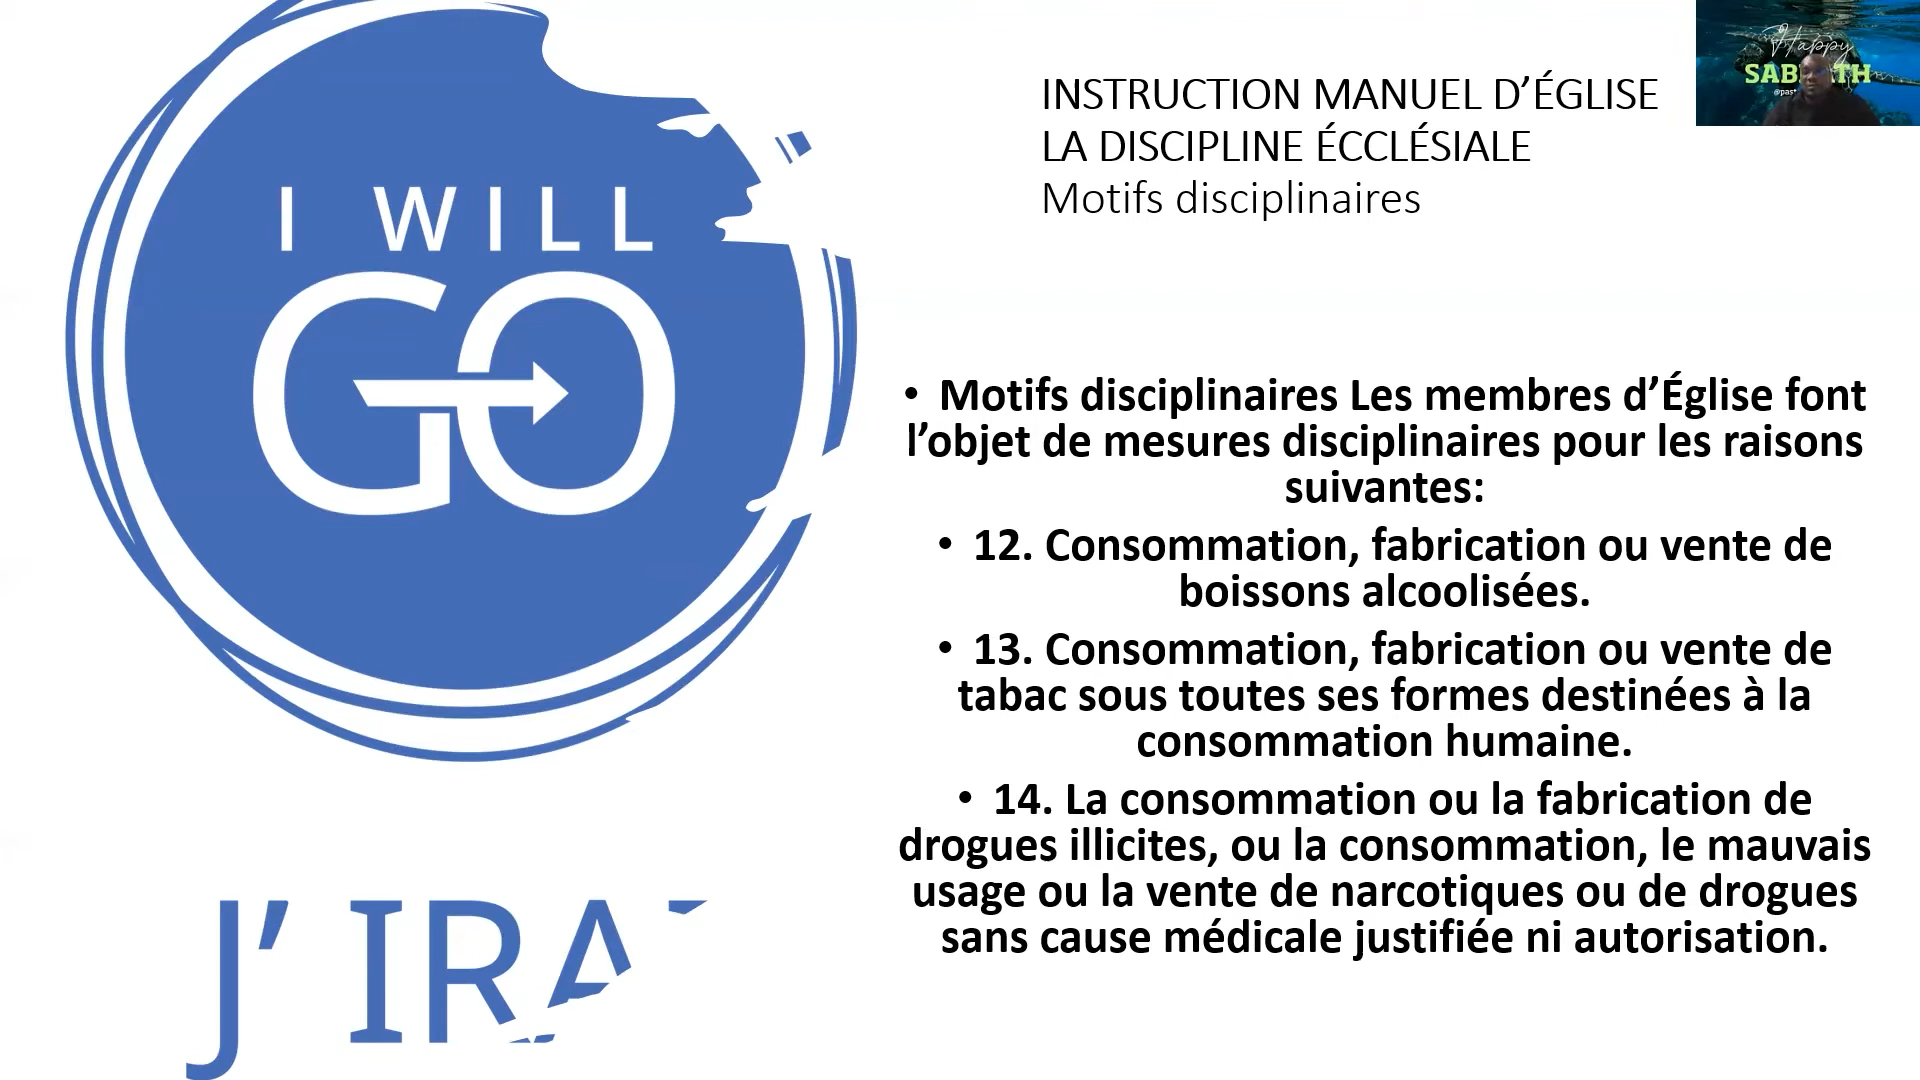 I WILL
GO
J' IRA
INSTRUCTION MANUEL D'ÉGLISE
LA DISCIPLINE ÉCCLÉSIALE
Motifs disciplinaires
Happy
SAB TH
• Motifs disciplinaires Les membres d'Église font
l'objet de mesures disciplinaires pour les raisons
suivantes:
• 12. Consommation, fabrication ou vente de
boissons alcoolisées.
• 13. Consommation, fabrication ou vente de
tabac sous toutes ses formes destinées à la
consommation humaine.
• 14. La consommation ou la fabrication de
drogues illicites, ou la consommation, le mauvais
usage ou la vente de narcotiques ou de drogues
sans cause médicale justifiée ni autorisation.